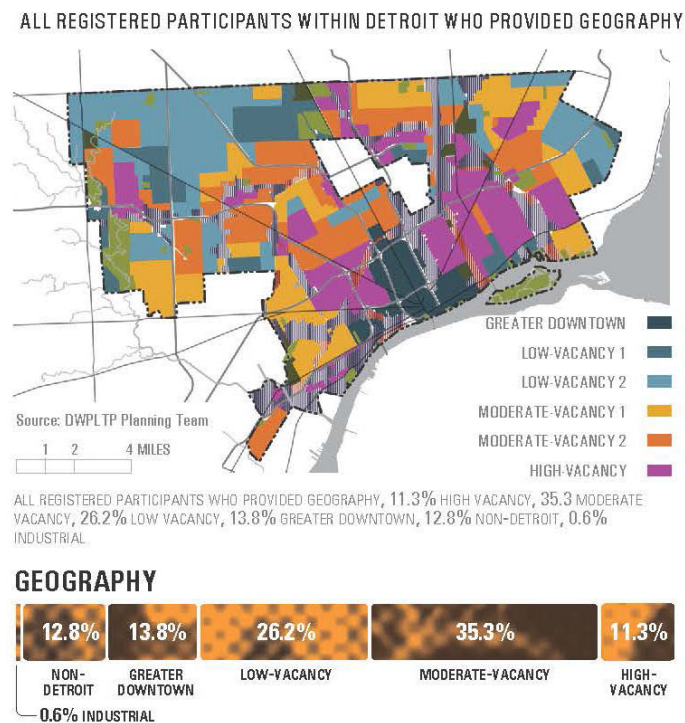 ALL REGISTERED PARTICIPANTS WITHIN DETROIT WHO PROVIDED GEOGRAPHY
GREATER DOWNTOWN
LOW-VACANCY 1
LOW-VACANCY 2
MODERATE-VACANCY 1
MODERATE-VACANCY 2
HIGH-VACANCY
Source: DWPLTP Planning Team
1 2 4 MILES
ALL REGISTERED PARTICIPANTS WHO PROVIDED GEOGRAPHY, 11.3% HIGH VACANCY, 35.3 MODERATE
VACANCY, 26.2% LOW VACANCY, 13.8% GREATER DOWNTOWN, 12.8% NON-DETROIT, 0.6%
INDUSTRIAL
GEOGRAPHY
12.8% 13.8% 26.2% 35.3% 11.3%
NON-
DETROIT
GREATER
DOWNTOWN
LOW-VACANCY
MODERATE-VACANCY
HIGH-
VACANCY
0.6% INDUSTRIAL